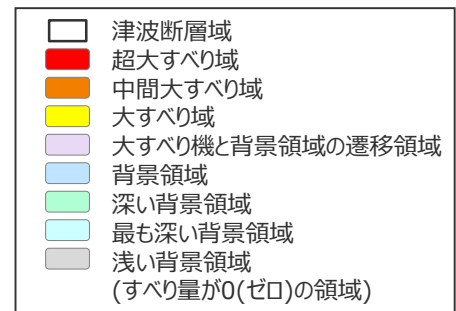 津波断層域
超大すべり域
中間大すべり域
大すべり域
大すべり機と背景領域の遷移領域
背景領域
深い背景領域
最も深い背景領域
浅い背景領域
(すべり量が0(ゼロ)の領域)